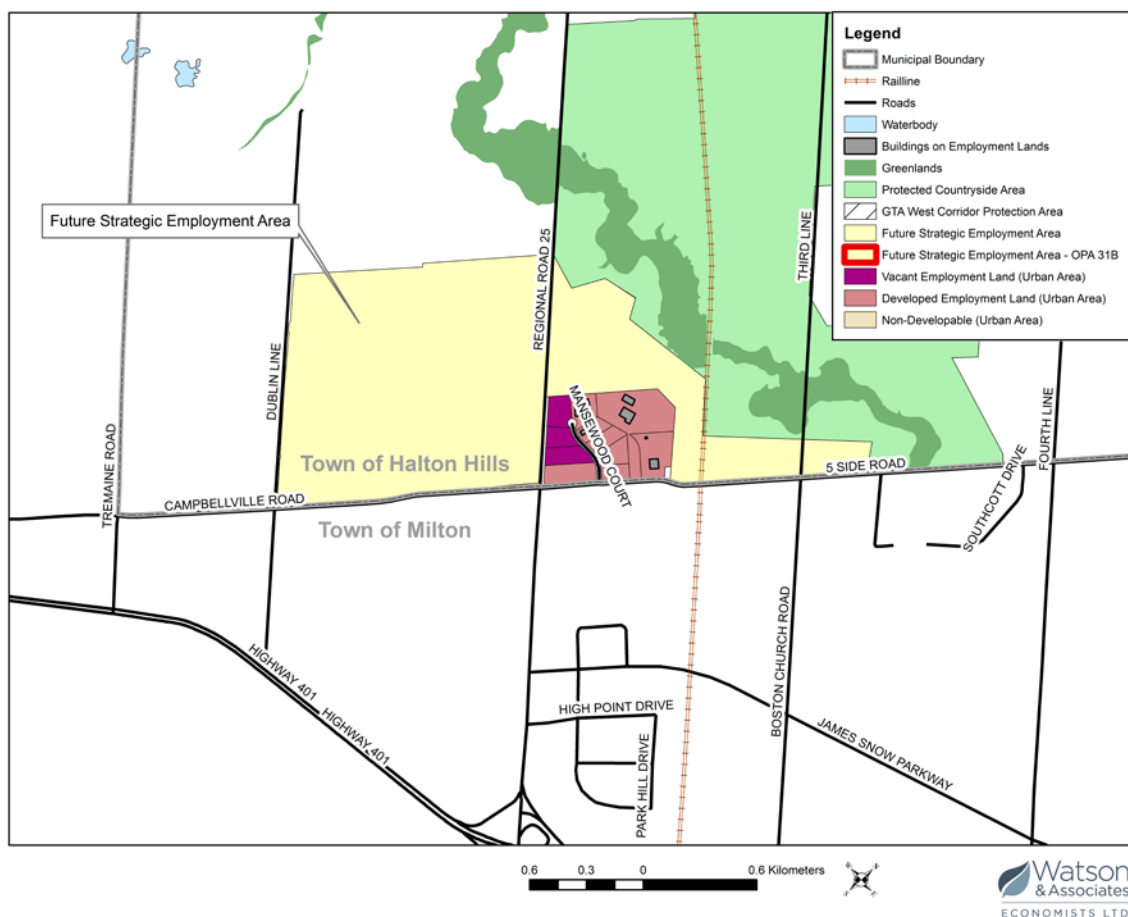 Legend
Municipal Boundary
Railline
Roads
Waterbody
Buildings on Employment Lands
Greenlands
Protected Countryside Area
GTA West Corridor Protection Area
Future Strategic Employment Area
Future Strategic Employment Area - OPA 31B
Vacant Employment Land (Urban Area)
Developed Employment Land (Urban Area)
Non-Developable (Urban Area)
Future Strategic Employment Area
TREMAINE ROAD
DUBLIN LINE
REGIONAL ROAD 25
THIRD LINE
FOURTH LINE
MANSEWOOD COURT
Town of Halton Hills
5 SIDE ROAD
CAMPBELLVILLE ROAD
Town of Milton
SOUTHCOTT DRIVE
HIGHWAY 401
HIGHWAY 401
HIGH POINT DRIVE
PARK HILL DRIVE
BOSTON CHURCH ROAD
JAMES SNOW PARKWAY
0.6 0.3 0 0.6 Kilometers
Watson
& Associates
ECONOMISTS LTD